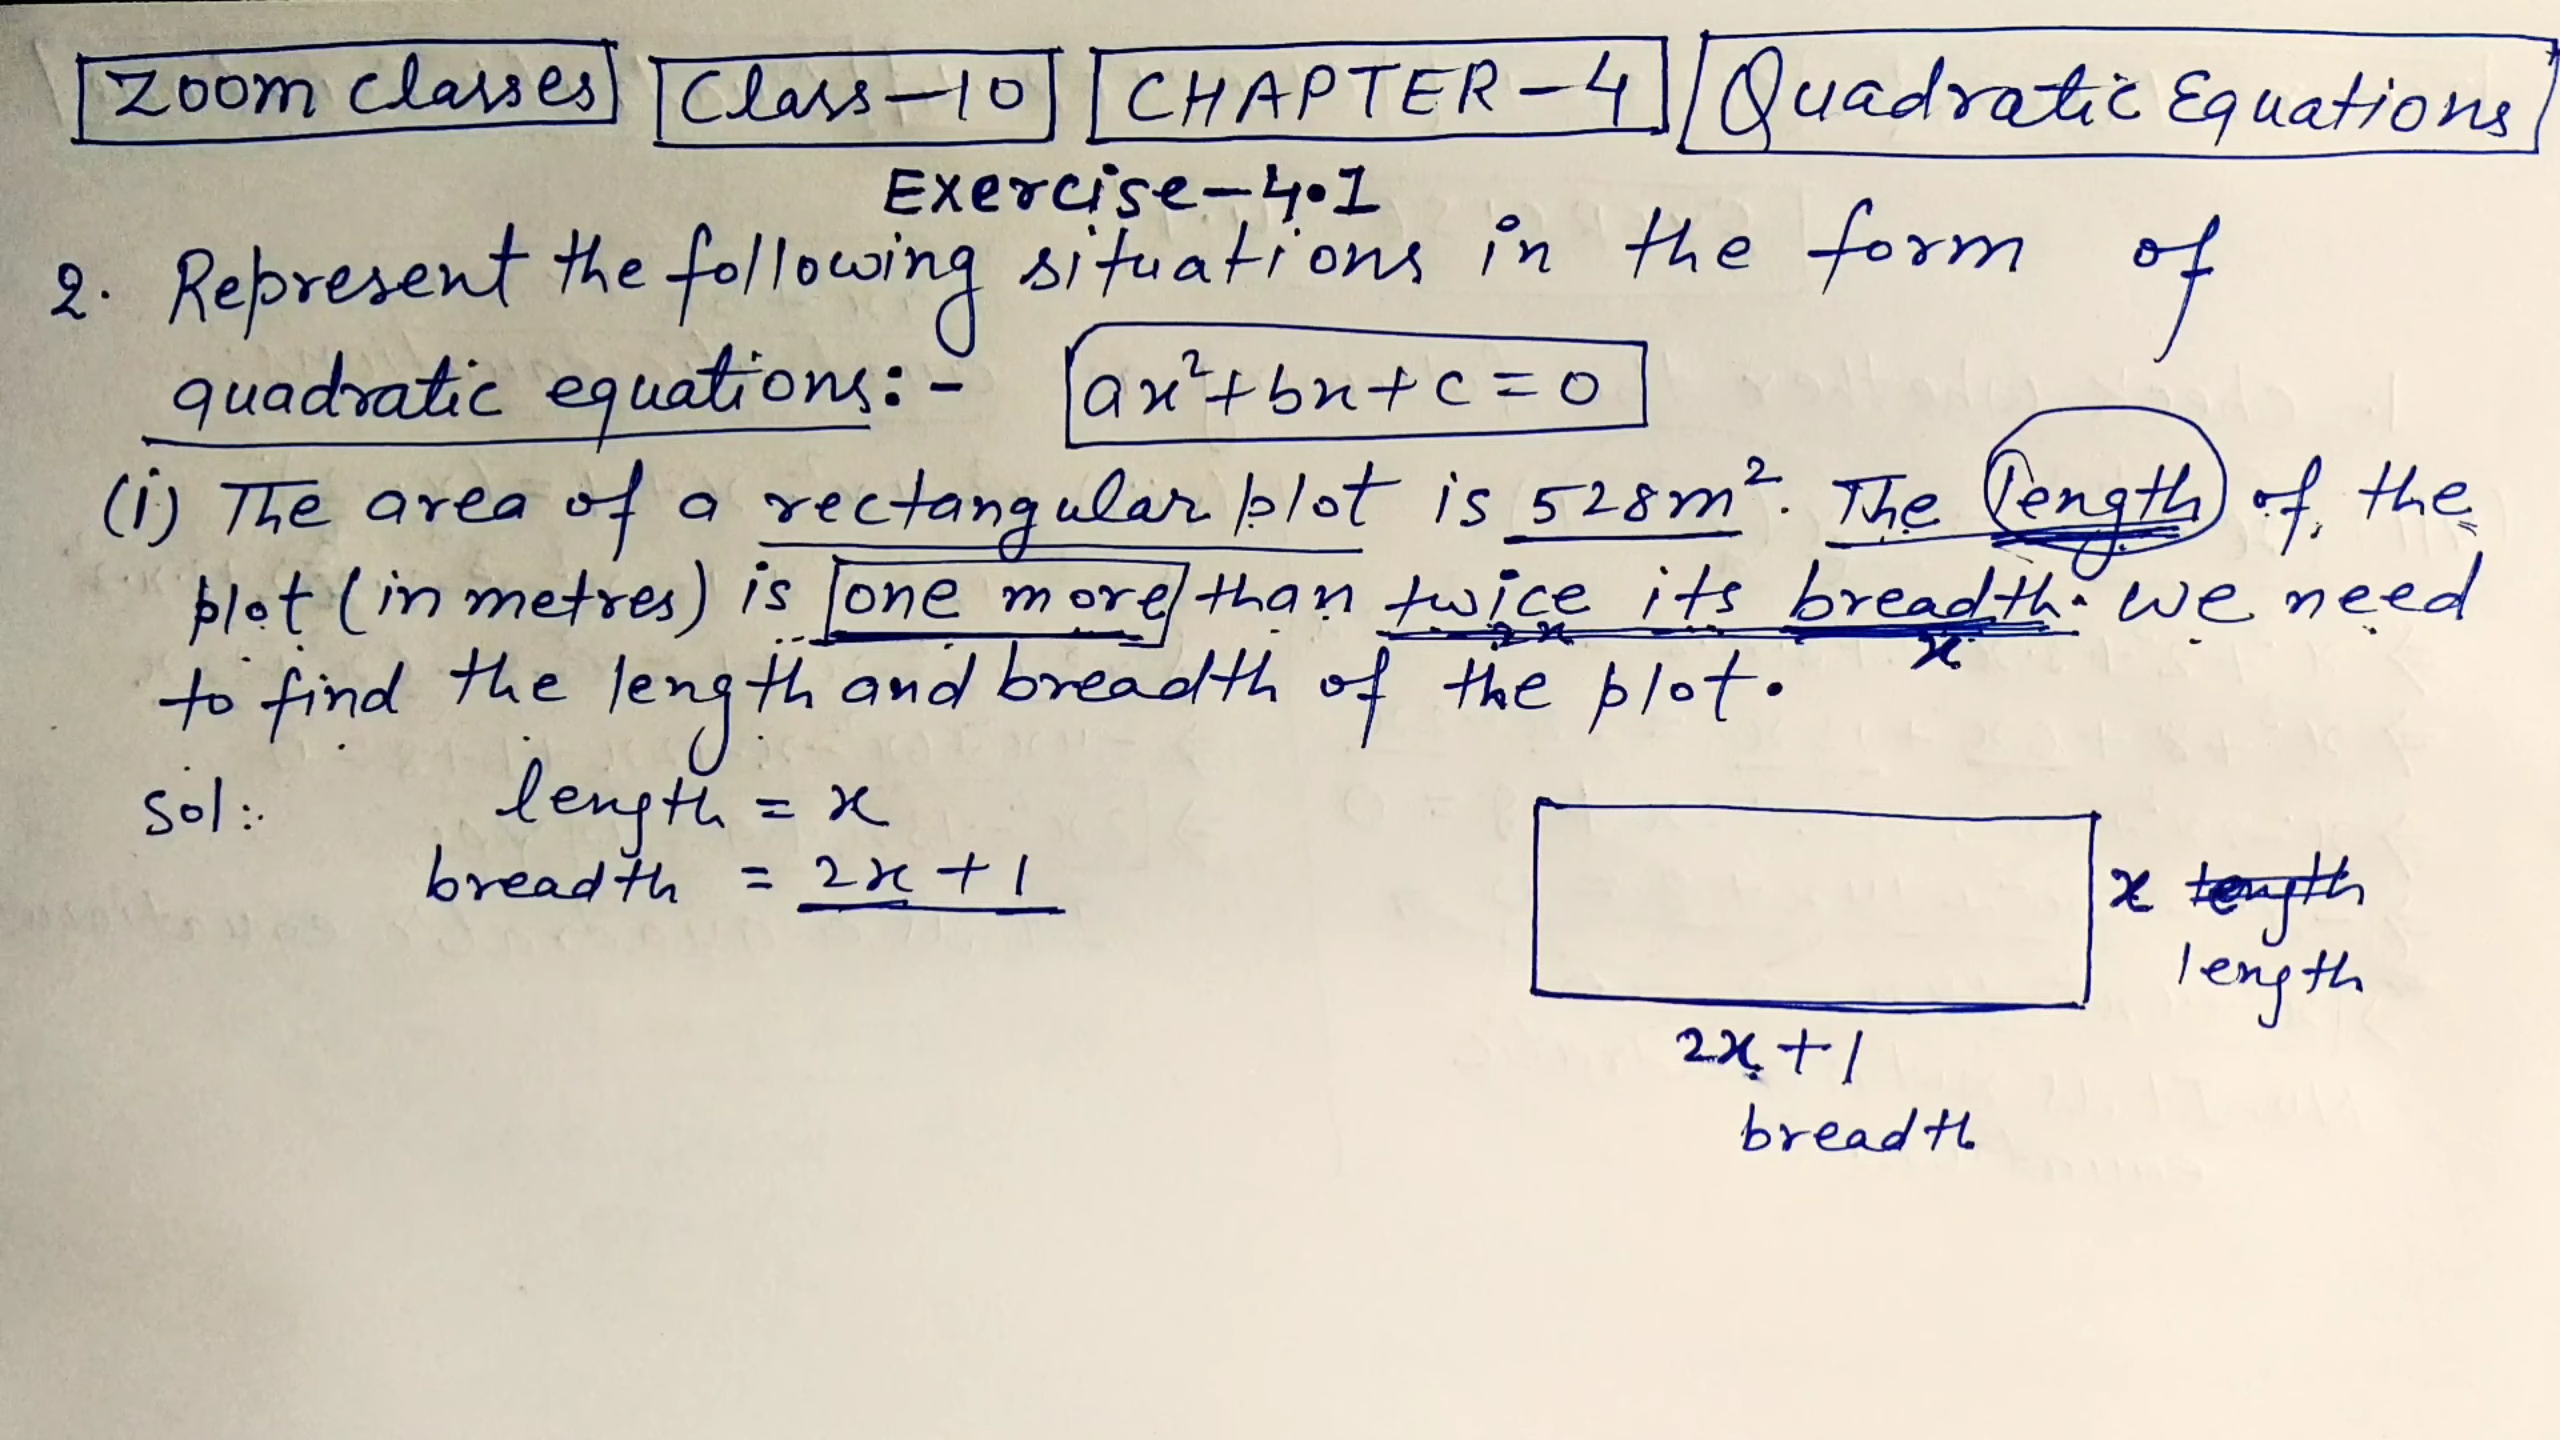 Zoom classes Class-10 CHAPTER-4 Quadratic Equations
Exercise-4.1
2. Represent the following situations in the form of
quadratic equations:- ax²+bx+c=0
(i) The area of a rectangular plot is 528m². The length of the
plot (in metres) is one more than twice its breadth. We need
2x x
to find the length and breadth of the plot.
Sol:. length = x
breadth = 2x+1
x length
length
2x+1
breadth